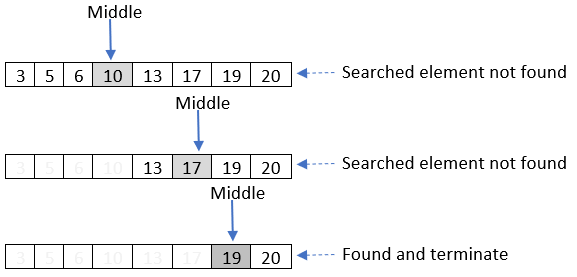 Middle
3 5 6 10 13 17 19 20 Searched element not found
Middle
3 5 6 10 13 17 19 20 Searched element not found
Middle
3 5 6 10 13 17 19 20 Found and terminate